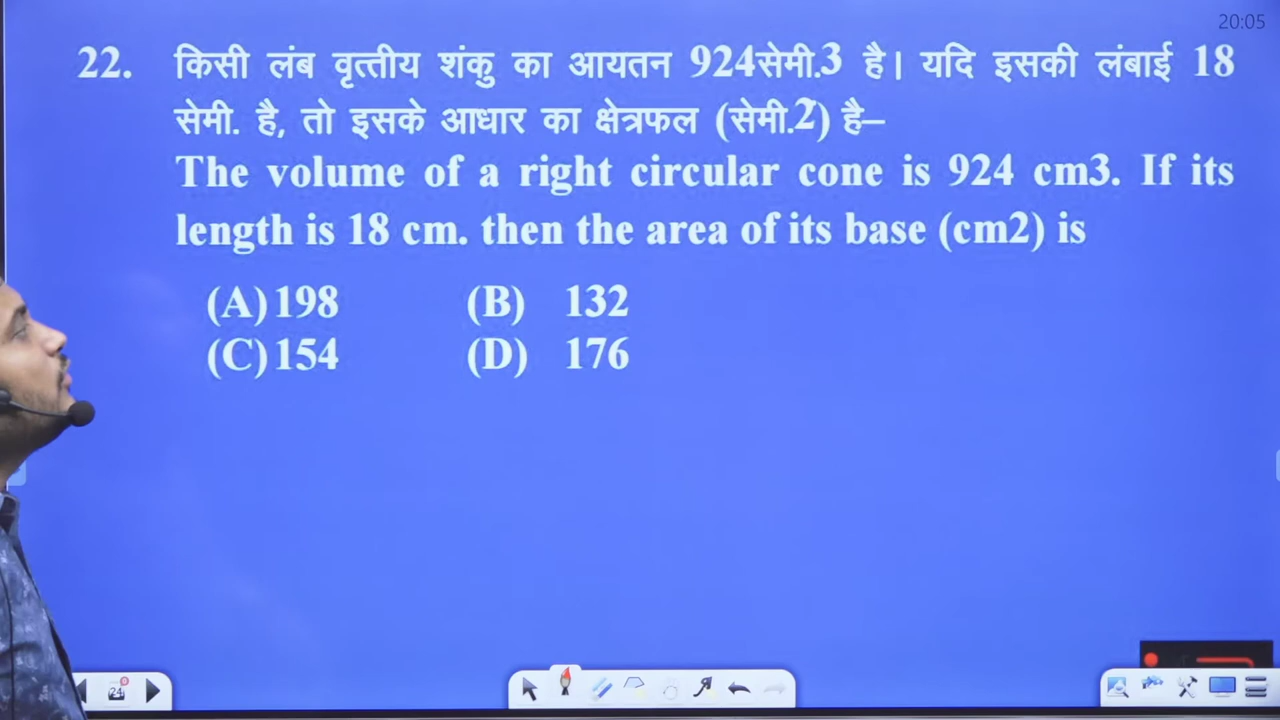 20:05
22. किसी लंब वृत्तीय शंकु का आयतन 924सेमी.3 है। यदि इसकी लंबाई 18
सेमी. है, तो इसके आधार का क्षेत्रफल (सेमी.2) है–
The volume of a right circular cone is 924 cm3. If its
length is 18 cm. then the area of its base (cm2) is
(A) 198 (B) 132
(C) 154 (D) 176
24